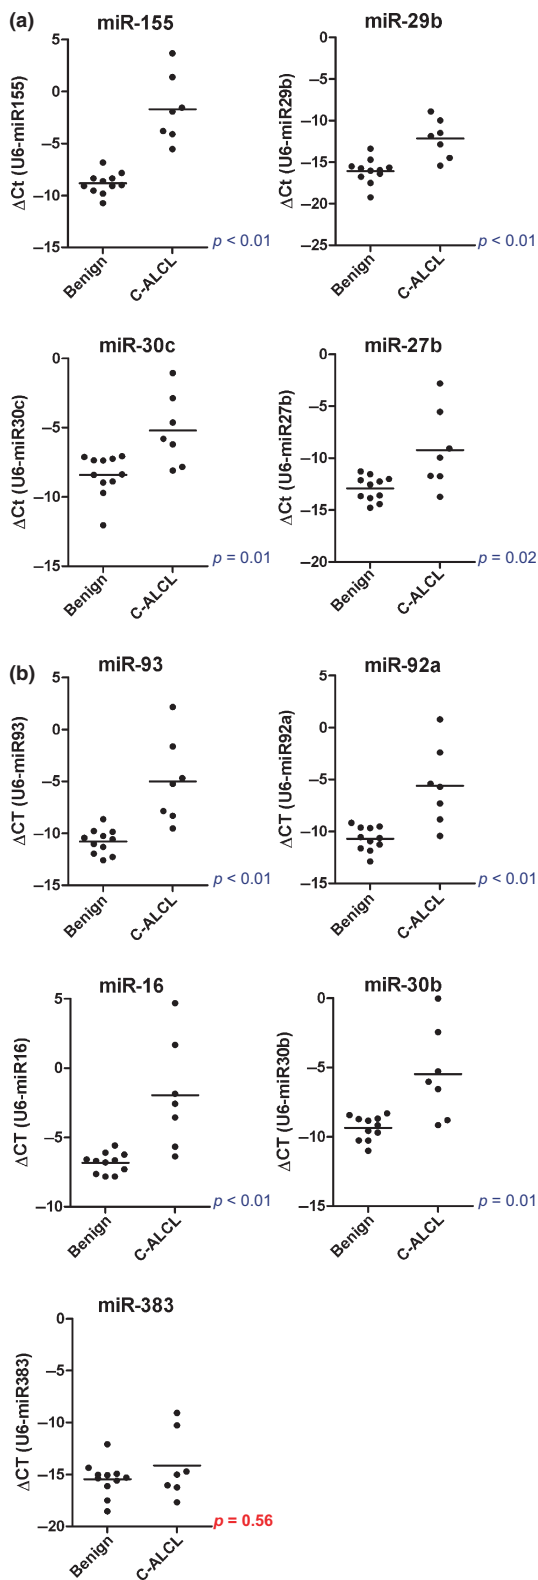 (a)
miR-155
ΔCt (U6-miR155)
5
0
–5
–10
–15
Benign
C-ALCL
p < 0.01
miR-29b
ΔCt (U6-miR29b)
0
–5
–10
–15
–20
–25
Benign
C-ALCL
p < 0.01
miR-30c
ΔCt (U6-miR30c)
0
–5
–10
–15
Benign
C-ALCL
p = 0.01
miR-27b
ΔCt (U6-miR27b)
0
–5
–10
–15
–20
Benign
C-ALCL
p = 0.02
(b)
miR-93
ΔCT (U6-miR93)
5
0
–5
–10
–15
Benign
C-ALCL
p < 0.01
miR-92a
ΔCT (U6-miR92a)
5
0
–5
–10
–15
Benign
C-ALCL
p < 0.01
miR-16
ΔCT (U6-miR16)
5
0
–5
–10
Benign
C-ALCL
p < 0.01
miR-30b
ΔCT (U6-miR30b)
0
–5
–10
–15
Benign
C-ALCL
p = 0.01
miR-383
ΔCT (U6-miR383)
0
–5
–10
–15
–20
Benign
C-ALCL
p = 0.56